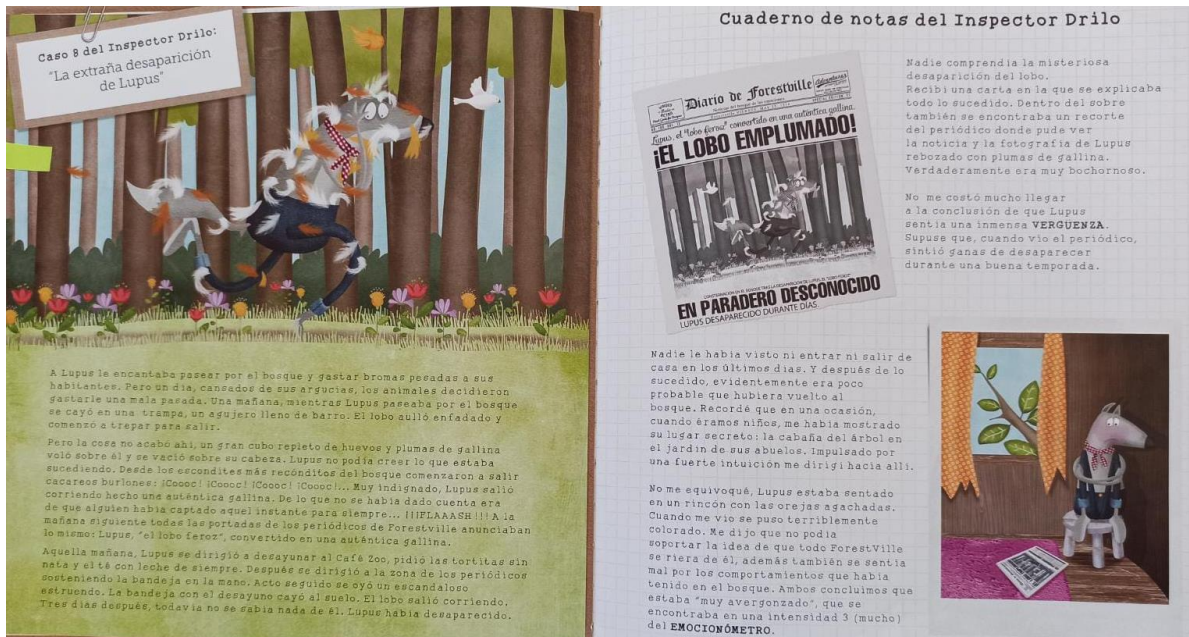 Caso 8 del Inspector Drilo:
"La extraña desaparición
de Lupus"
A Lupus le encantaba pasear por el bosque y gastar bromas pesadas a sus
habitantes. Pero un día, cansados de sus argucias, los animales decidieron
gastarle una mala pasada. Una mañana, mientras Lupus paseaba por el bosque
se cayó en una trampa, un agujero lleno de barro. El lobo aulló enfadado y
comenzó a trepar para salir.
Pero la cosa no acabó ahí, un gran cubo repleto de huevos y plumas de gallina
voló sobre él y se vació sobre su cabeza. Lupus no podía creer lo que estaba
sucediendo. Desde los escondites más recónditos del bosque comenzaron a salir
cacareos burlones: ¡Coooc! ¡Coooc! ¡Coooc! ¡Coooc!... Muy indignado, Lupus salió
corriendo hecho una auténtica gallina. De lo que no se había dado cuenta era
de que alguien había captado aquel instante para siempre... ¡¡¡FLAAASH!!! A la
mañana siguiente todas las portadas de los periódicos de Forestville anunciaban
lo mismo: Lupus, "el lobo feroz", convertido en una auténtica gallina.
Aquella mañana, Lupus se dirigió a desayunar al Café Zoo, pidió las tortitas sin
nata y el té con leche de siempre. Después se dirigió a la zona de los periódicos
sosteniendo la bandeja en la mano. Acto seguido se oyó un escandaloso
estruendo. La bandeja con el desayuno cayó al suelo. El lobo salió corriendo.
Tres días después, todavía no se sabía nada de él. Lupus había desaparecido.
Cuaderno de notas del Inspector Drilo
Diario de Forestville
Lupus, el "lobo feroz" convertido en una auténtica gallina.
¡EL LOBO EMPLUMADO!
EN PARADERO DESCONOCIDO
LUPUS DESAPARECIDO DURANTE DÍAS
Nadie comprendía la misteriosa
desaparición del lobo.
Recibí una carta en la que se explicaba
todo lo sucedido. Dentro del sobre
también se encontraba un recorte
del periódico donde pude ver
la noticia y la fotografía de Lupus
rebozado con plumas de gallina.
Verdaderamente era muy bochornoso.
No me costó mucho llegar
a la conclusión de que Lupus
sentía una inmensa VERGÜENZA.
Supuse que, cuando vio el periódico,
sintió ganas de desaparecer
durante una buena temporada.
Nadie le había visto ni entrar ni salir de
casa en los últimos días. Y después de lo
sucedido, evidentemente era poco
probable que hubiera vuelto al
bosque. Recordé que en una ocasión,
cuando éramos niños, me había mostrado
su lugar secreto: la cabaña del árbol en
el jardín de sus abuelos. Impulsado por
una fuerte intuición me dirigí hacia allí.
No me equivoqué, Lupus estaba sentado
en un rincón con las orejas agachadas.
Cuando me vio se puso terriblemente
colorado. Me dijo que no podía
soportar la idea de que todo ForestVille
se riera de él, además también se sentía
mal por los comportamientos que había
tenido en el bosque. Ambos concluimos que
estaba "muy avergonzado", que se
encontraba en una intensidad 3 (mucho)
del EMOCIONÓMETRO.